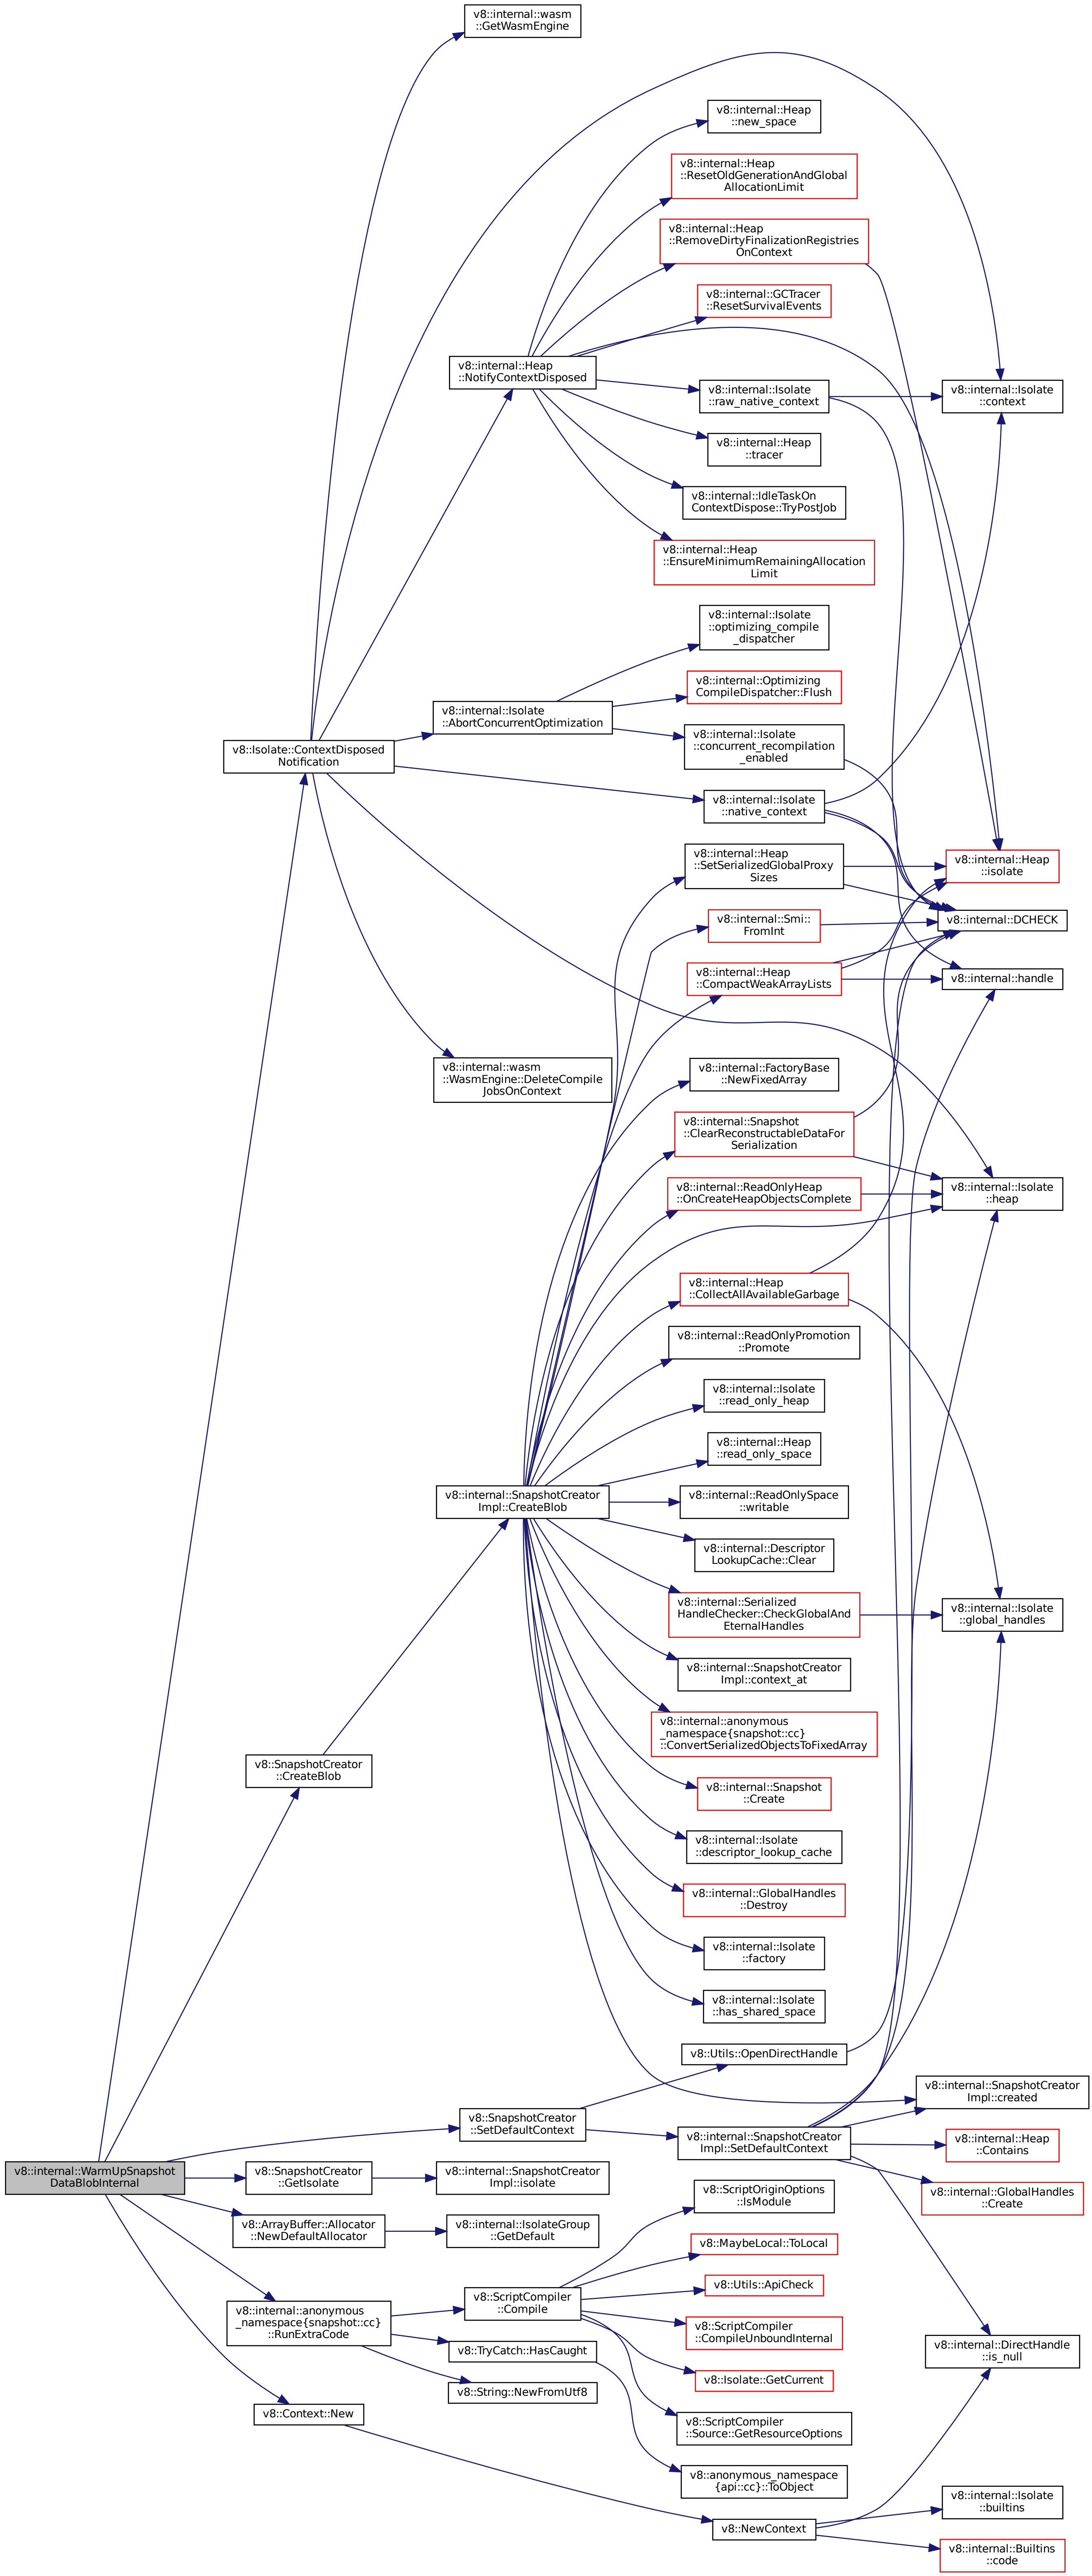 v8::internal::wasm
::GetWasmEngine
v8::internal::Heap
::new_space
v8::internal::Heap
::ResetOldGenerationAndGlobal
AllocationLimit
v8::internal::Heap
::RemoveDirtyFinalizationRegistries
OnContext
v8::internal::GCTracer
::ResetSurvivalEvents
v8::internal::Heap
::NotifyContextDisposed
v8::internal::Isolate
::raw_native_context
v8::internal::Isolate
::context
v8::internal::Heap
::tracer
v8::internal::IdleTaskOn
ContextDispose::TryPostJob
v8::internal::Heap
::EnsureMinimumRemainingAllocation
Limit
v8::internal::Isolate
::optimizing_compile
_dispatcher
v8::internal::Optimizing
CompileDispatcher::Flush
v8::internal::Isolate
::AbortConcurrentOptimization
v8::internal::Isolate
::concurrent_recompilation
_enabled
v8::Isolate::ContextDisposed
Notification
v8::internal::Isolate
::native_context
v8::internal::Heap
::SetSerializedGlobalProxy
Sizes
v8::internal::Heap
::isolate
v8::internal::Smi::
FromInt
v8::internal::DCHECK
v8::internal::Heap
::CompactWeakArrayLists
v8::internal::handle
v8::internal::wasm
::WasmEngine::DeleteCompile
JobsOnContext
v8::internal::FactoryBase
::NewFixedArray
v8::internal::Snapshot
::ClearReconstructableDataFor
Serialization
v8::internal::ReadOnlyHeap
::OnCreateHeapObjectsComplete
v8::internal::Isolate
::heap
v8::internal::Heap
::CollectAllAvailableGarbage
v8::internal::ReadOnlyPromotion
::Promote
v8::internal::Isolate
::read_only_heap
v8::internal::Heap
::read_only_space
v8::internal::SnapshotCreator
Impl::CreateBlob
v8::internal::ReadOnlySpace
::writable
v8::internal::Descriptor
LookupCache::Clear
v8::internal::Serialized
HandleChecker::CheckGlobalAnd
EternalHandles
v8::internal::Isolate
::global_handles
v8::internal::SnapshotCreator
Impl::context_at
v8::internal::anonymous
_namespace{snapshot::cc}
::ConvertSerializedObjectsToFixedArray
v8::SnapshotCreator
::CreateBlob
v8::internal::Snapshot
::Create
v8::internal::Isolate
::descriptor_lookup_cache
v8::internal::GlobalHandles
::Destroy
v8::internal::Isolate
::factory
v8::internal::Isolate
::has_shared_space
v8::Utils::OpenDirectHandle
v8::internal::SnapshotCreator
Impl::created
v8::SnapshotCreator
::SetDefaultContext
v8::internal::SnapshotCreator
Impl::SetDefaultContext
v8::internal::Heap
::Contains
v8::internal::WarmUpSnapshot
DataBlobInternal
v8::SnapshotCreator
::GetIsolate
v8::internal::SnapshotCreator
Impl::isolate
v8::internal::GlobalHandles
::Create
v8::ScriptOriginOptions
::IsModule
v8::ArrayBuffer::Allocator
::NewDefaultAllocator
v8::internal::IsolateGroup
::GetDefault
v8::MaybeLocal::ToLocal
v8::Utils::ApiCheck
v8::ScriptCompiler
::Compile
v8::internal::anonymous
_namespace{snapshot::cc}
::RunExtraCode
v8::ScriptCompiler
::CompileUnboundInternal
v8::internal::DirectHandle
::is_null
v8::TryCatch::HasCaught
v8::Isolate::GetCurrent
v8::String::NewFromUtf8
v8::Context::New
v8::ScriptCompiler
::Source::GetResourceOptions
v8::anonymous_namespace
{api::cc}::ToObject
v8::internal::Isolate
::builtins
v8::NewContext
v8::internal::Builtins
::code